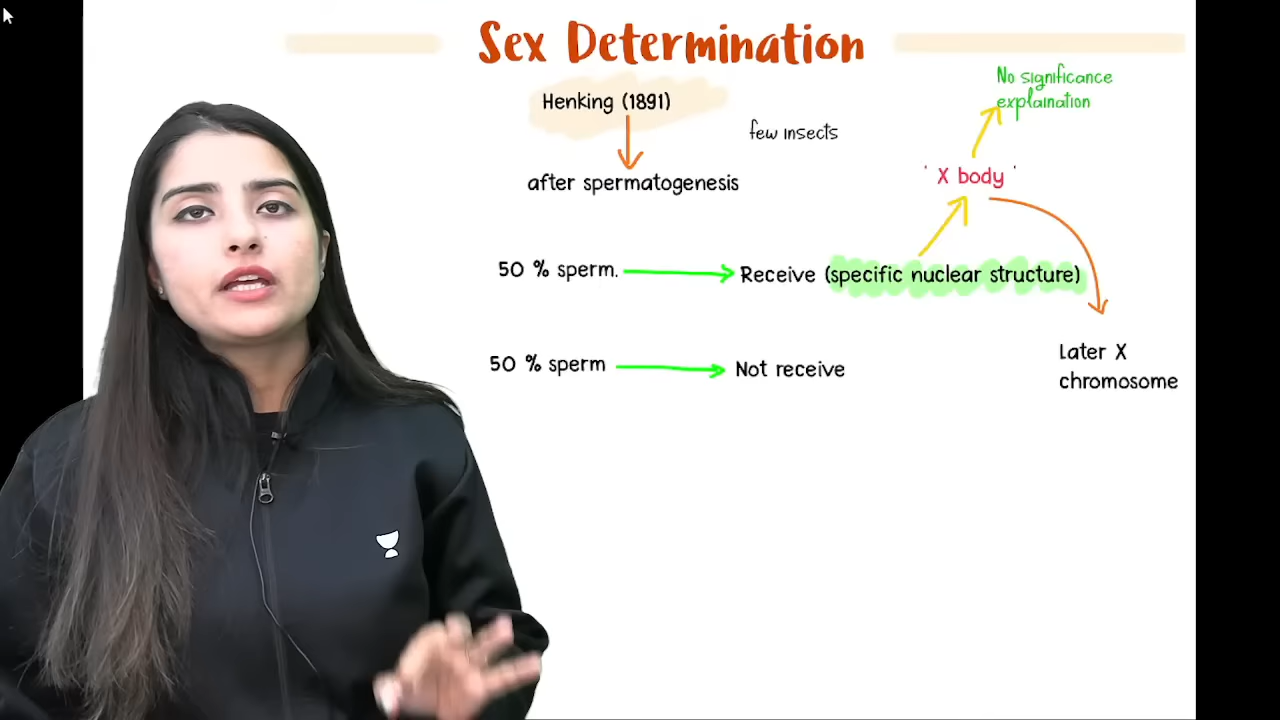 Sex Determination
No significance
explaination
Henking (1891)
few insects
after spermatogenesis
' X body '
50 % sperm.
Receive (specific nuclear structure)
Later X
chromosome
50 % sperm
Not receive